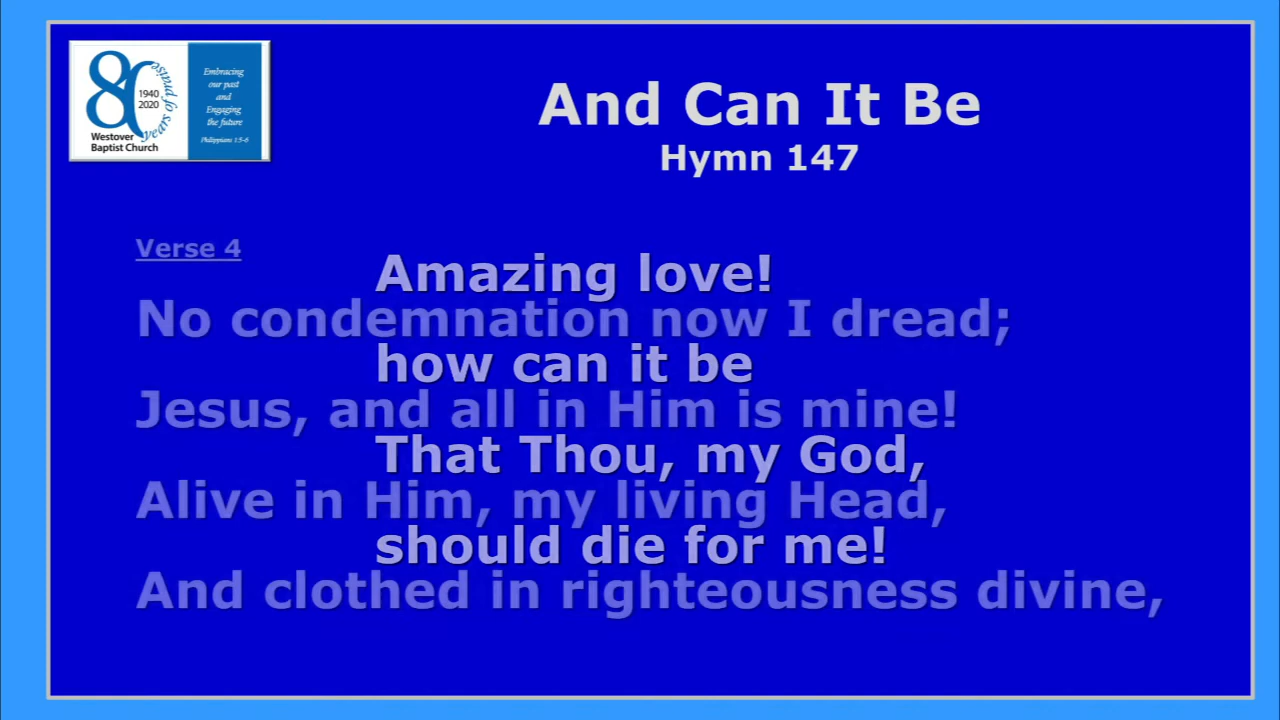 80
1940
2020
years of praise
Westover
Baptist Church
Embracing
our past
and
Engaging
the future
Philippians 1:5-6
And Can It Be
Hymn 147
Verse 4
Amazing love!
No condemnation now I dread;
how can it be
Jesus, and all in Him is mine!
That Thou, my God,
Alive in Him, my living Head,
should die for me!
And clothed in righteousness divine,